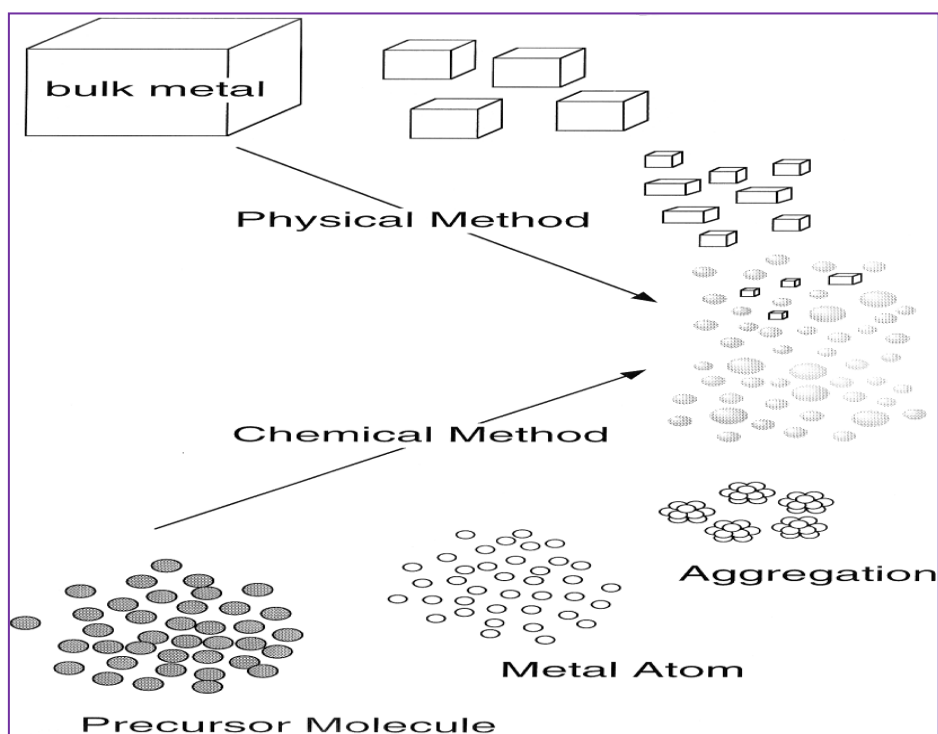 bulk metal
Physical Method
Chemical Method
Aggregation
Metal Atom
Precursor Molecule